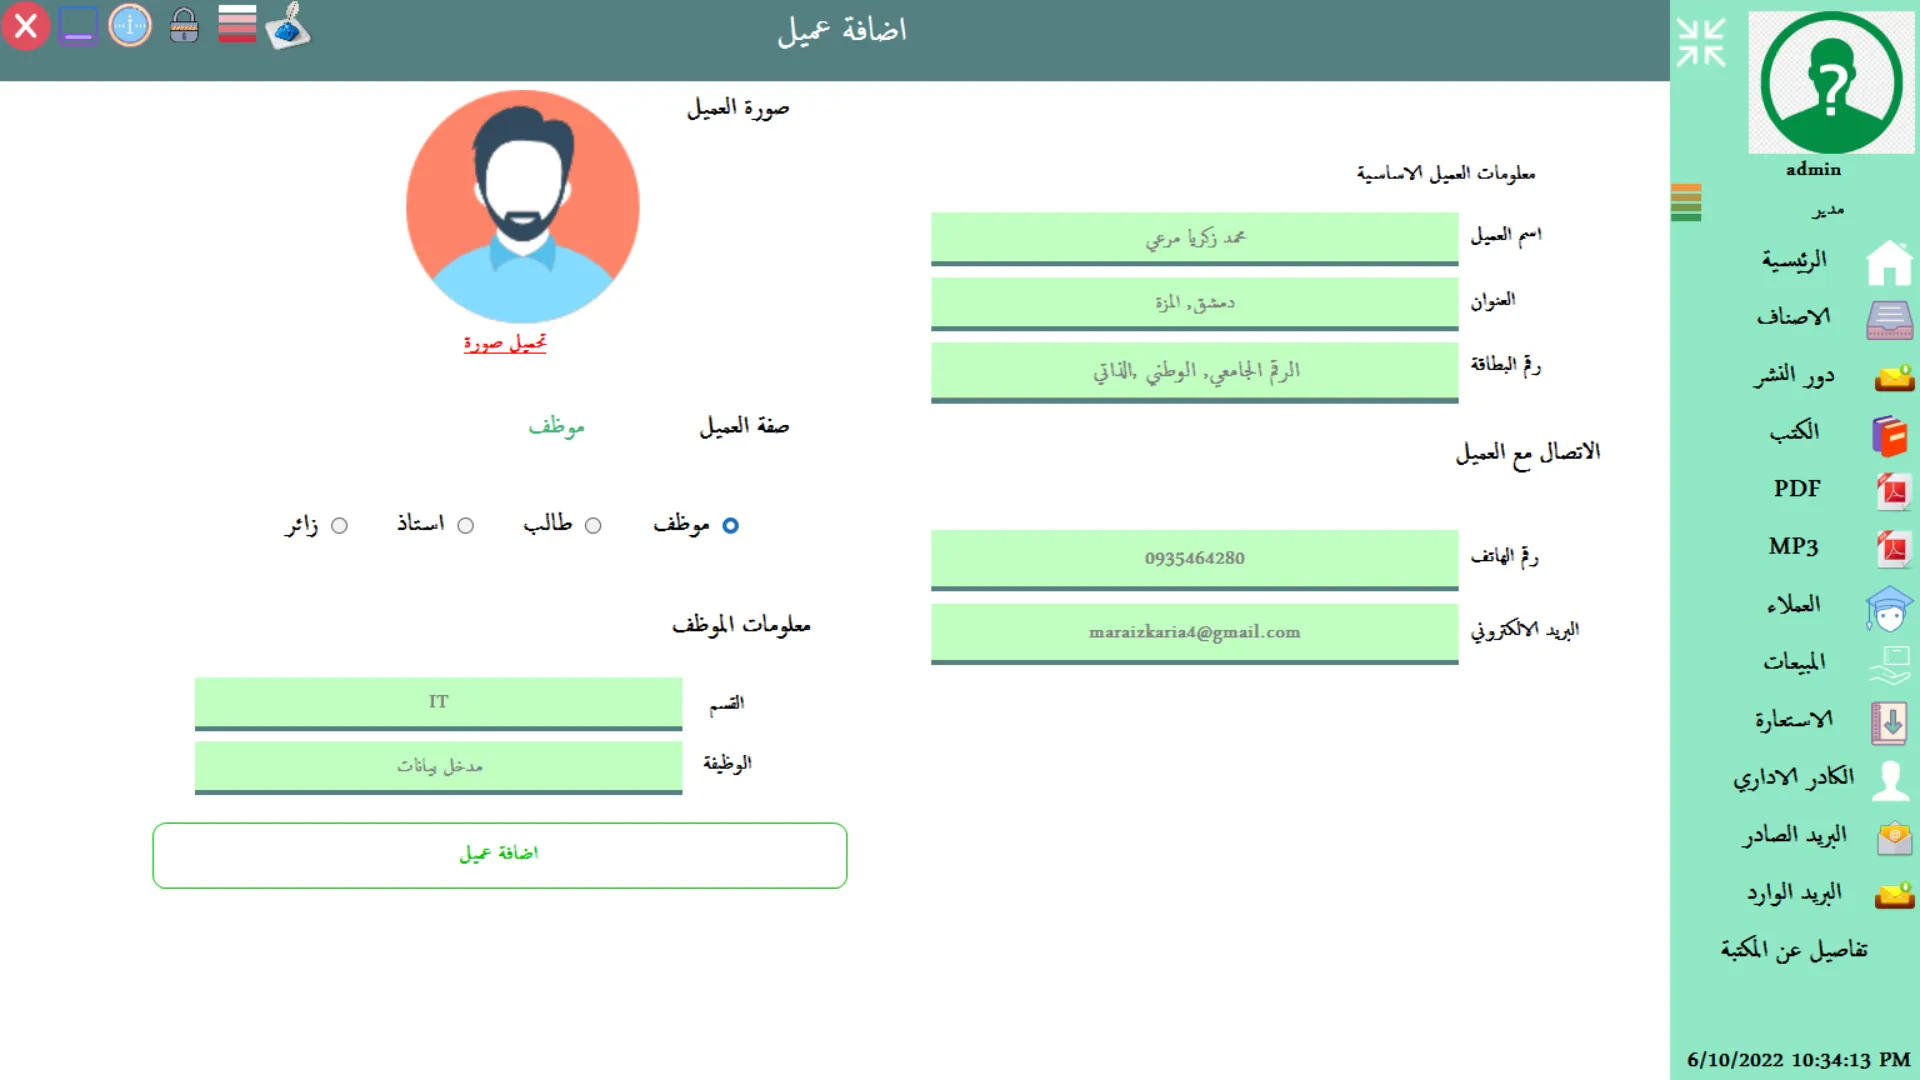 اضافة عميل
admin
مدير
الرئيسية
الاصناف
دور النشر
الكتب
PDF
MP3
العملاء
المبيعات
الاستعارة
الكادر الاداري
البريد الصادر
البريد الوارد
تفاصيل عن المكتبة
6/10/2022 10:34:13 PM
معلومات العميل الاساسية
اسم العميل
محمد زكريا مرعي
العنوان
دمشق, المزة
رقم البطاقة
الرقم الجامعي, الوطني ,الذاتي
الاتصال مع العميل
رقم الهاتف
0935464280
البريد الالكتروني
maraizkaria4@gmail.com
صورة العميل
تحميل صورة
صفة العميل
موظف
موظف
طالب
استاذ
زائر
معلومات الموظف
القسم
IT
الوظيفة
مدخل بيانات
اضافة عميل